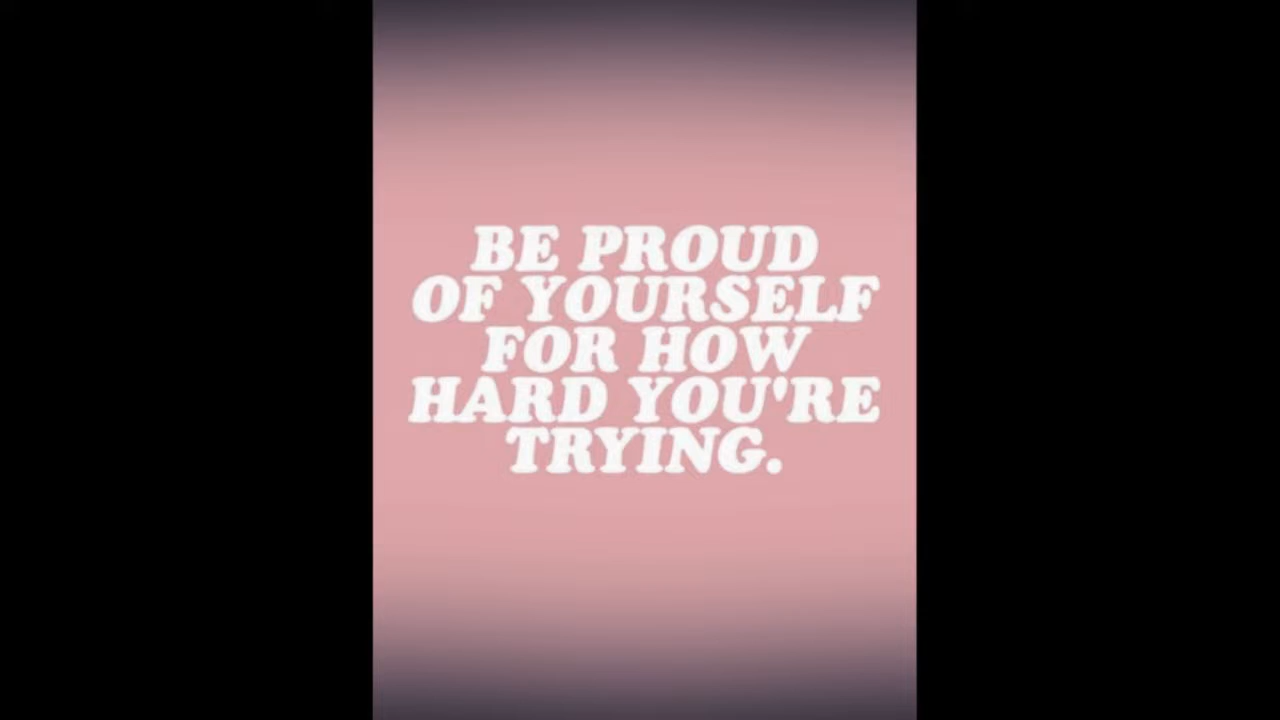 BE PROUD
OF YOURSELF
FOR HOW
HARD YOU'RE
TRYING.